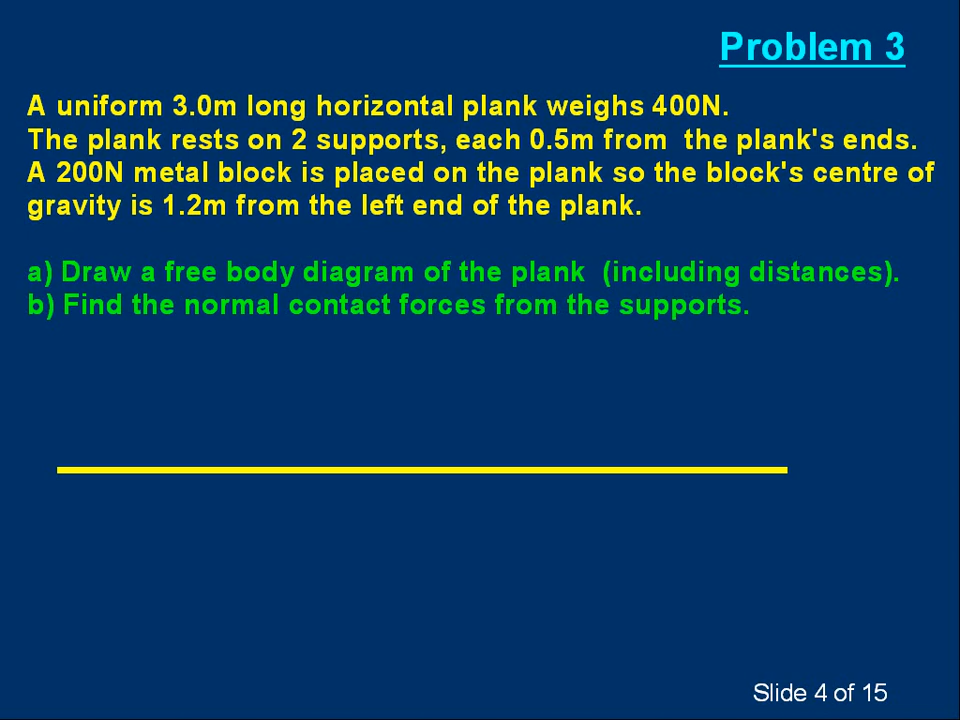 Problem 3
A uniform 3.0m long horizontal plank weighs 400N.
The plank rests on 2 supports, each 0.5m from the plank's ends.
A 200N metal block is placed on the plank so the block's centre of
gravity is 1.2m from the left end of the plank.
a) Draw a free body diagram of the plank (including distances).
b) Find the normal contact forces from the supports.
Slide 4 of 15